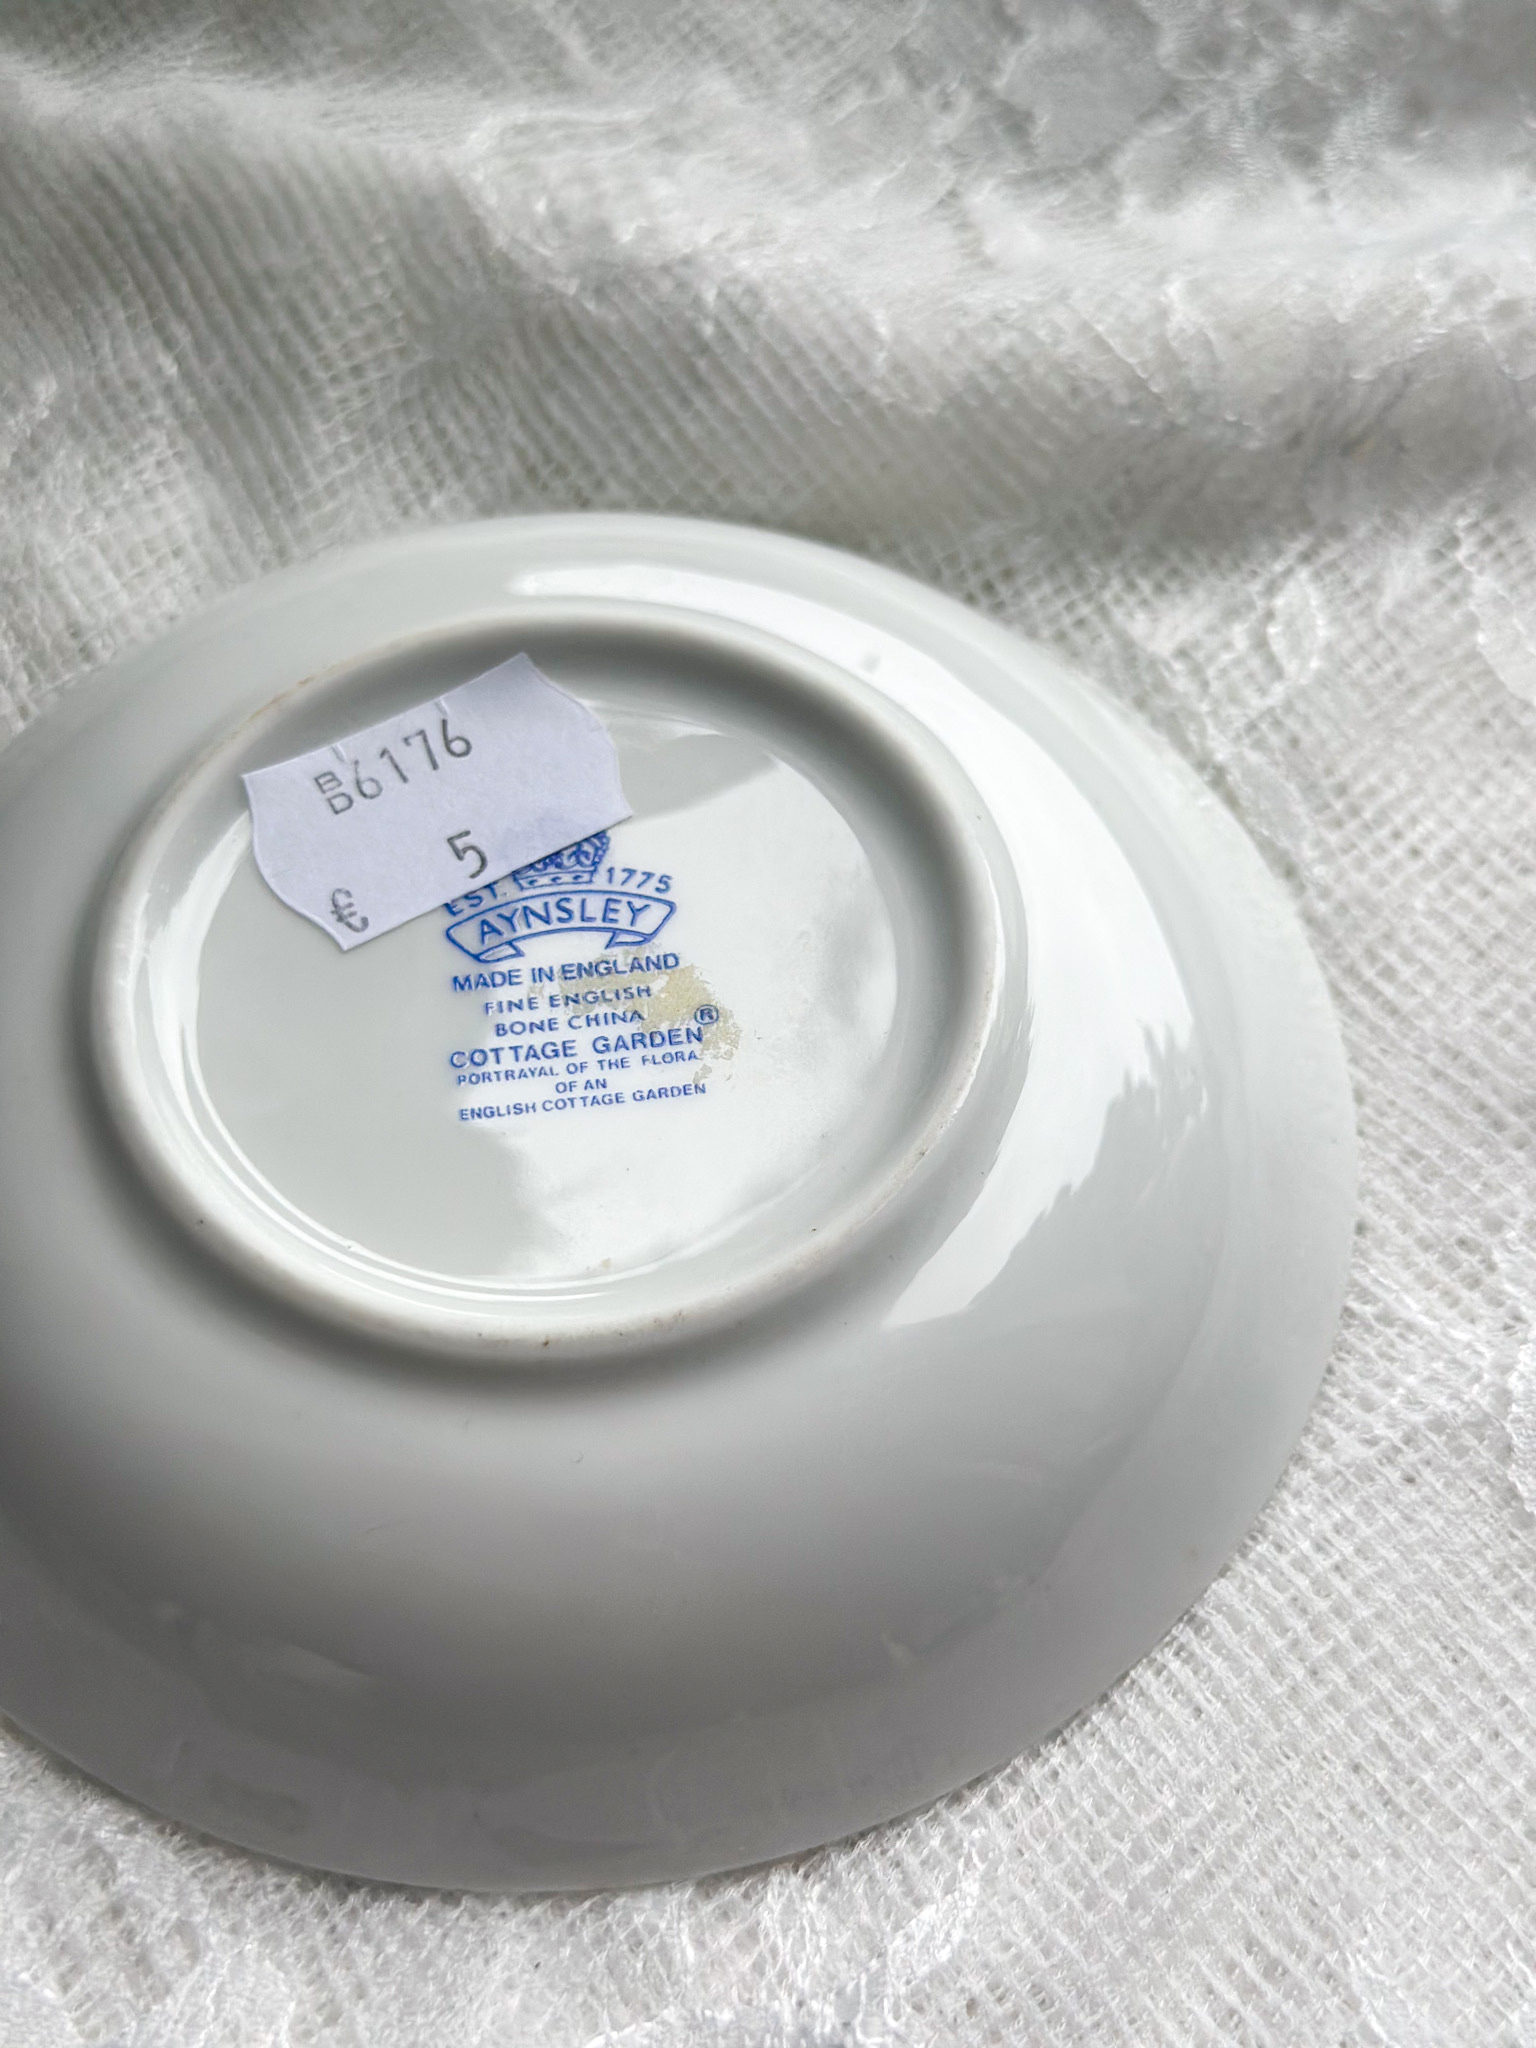 BD6176
5
€
EST. 1775
AYNSLEY
MADE IN ENGLAND
FINE ENGLISH
BONE CHINA
COTTAGE GARDEN®
PORTRAYAL OF THE FLORA
OF AN
ENGLISH COTTAGE GARDEN